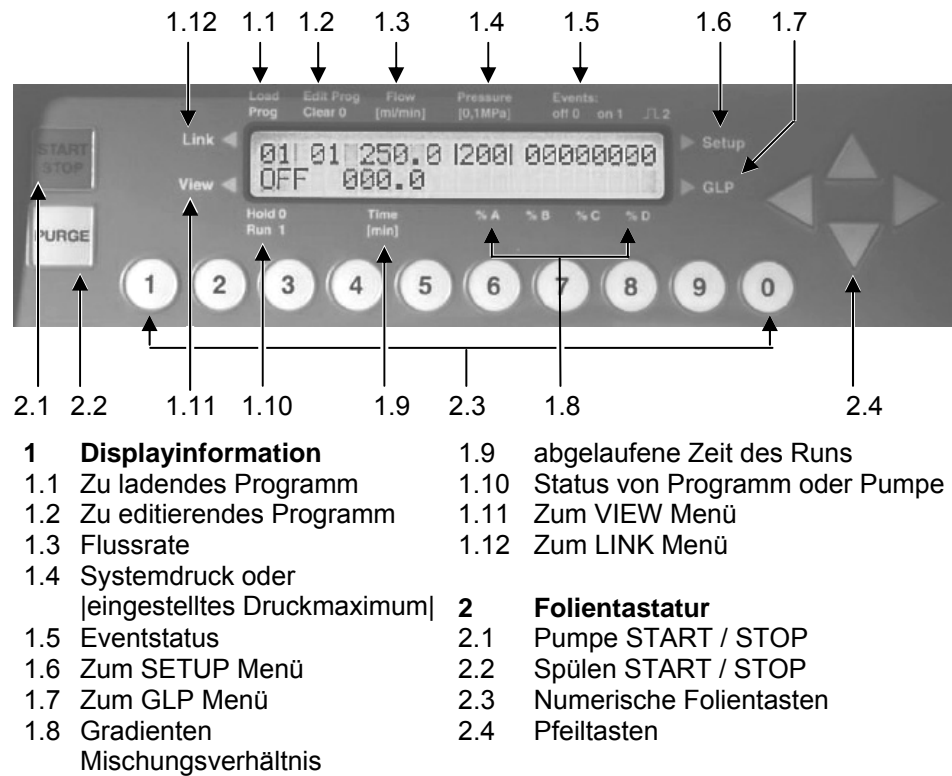 1.12 1.1 1.2 1.3 1.4 1.5 1.6 1.7
Load Edit Prog Flow Pressure Events:
Prog Clear 0 [ml/min] [0,1MPa] off 0 on 1 2
START
STOP
Link
01 01 250.0 |200| 00000000
Setup
View
OFF 000.0
GLP
Hold 0 Time % A % B % C % D
Run 1 [min]
PURGE
1 2 3 4 5 6 7 8 9 0
2.1 2.2 1.11 1.10 1.9 2.3 1.8 2.4
1 Displayinformation
1.1 Zu ladendes Programm
1.2 Zu editierendes Programm
1.3 Flussrate
1.4 Systemdruck oder
|eingestelltes Druckmaximum|
1.5 Eventstatus
1.6 Zum SETUP Menü
1.7 Zum GLP Menü
1.8 Gradienten
Mischungsverhältnis
1.9 abgelaufene Zeit des Runs
1.10 Status von Programm oder Pumpe
1.11 Zum VIEW Menü
1.12 Zum LINK Menü
2 Folientastatur
2.1 Pumpe START / STOP
2.2 Spülen START / STOP
2.3 Numerische Folientasten
2.4 Pfeiltasten